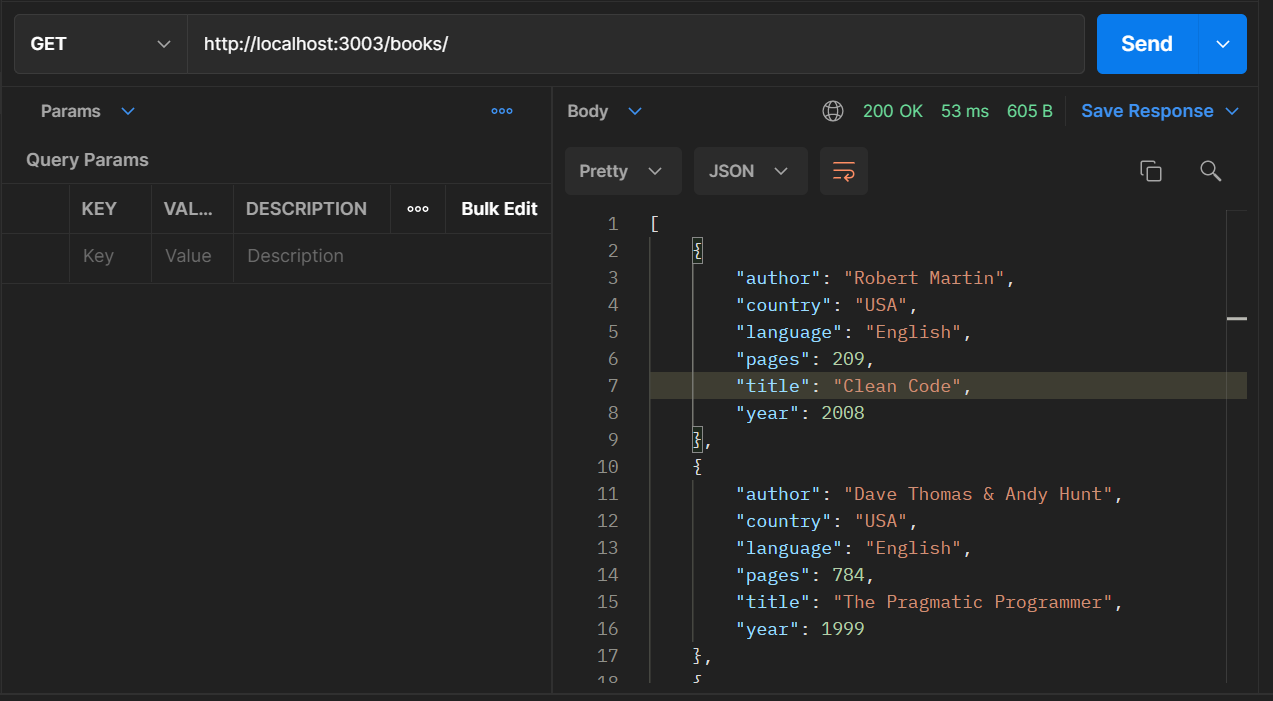 GET http://localhost:3003/books/ Send
Params ooo Body 200 OK 53 ms 605 B Save Response
Query Params
Pretty JSON
KEY VAL... DESCRIPTION ooo Bulk Edit
Key Value Description
1 [
2 {
3 "author": "Robert Martin",
4 "country": "USA",
5 "language": "English",
6 "pages": 209,
7 "title": "Clean Code",
8 "year": 2008
9 },
10 {
11 "author": "Dave Thomas & Andy Hunt",
12 "country": "USA",
13 "language": "English",
14 "pages": 784,
15 "title": "The Pragmatic Programmer",
16 "year": 1999
17 },
18 {